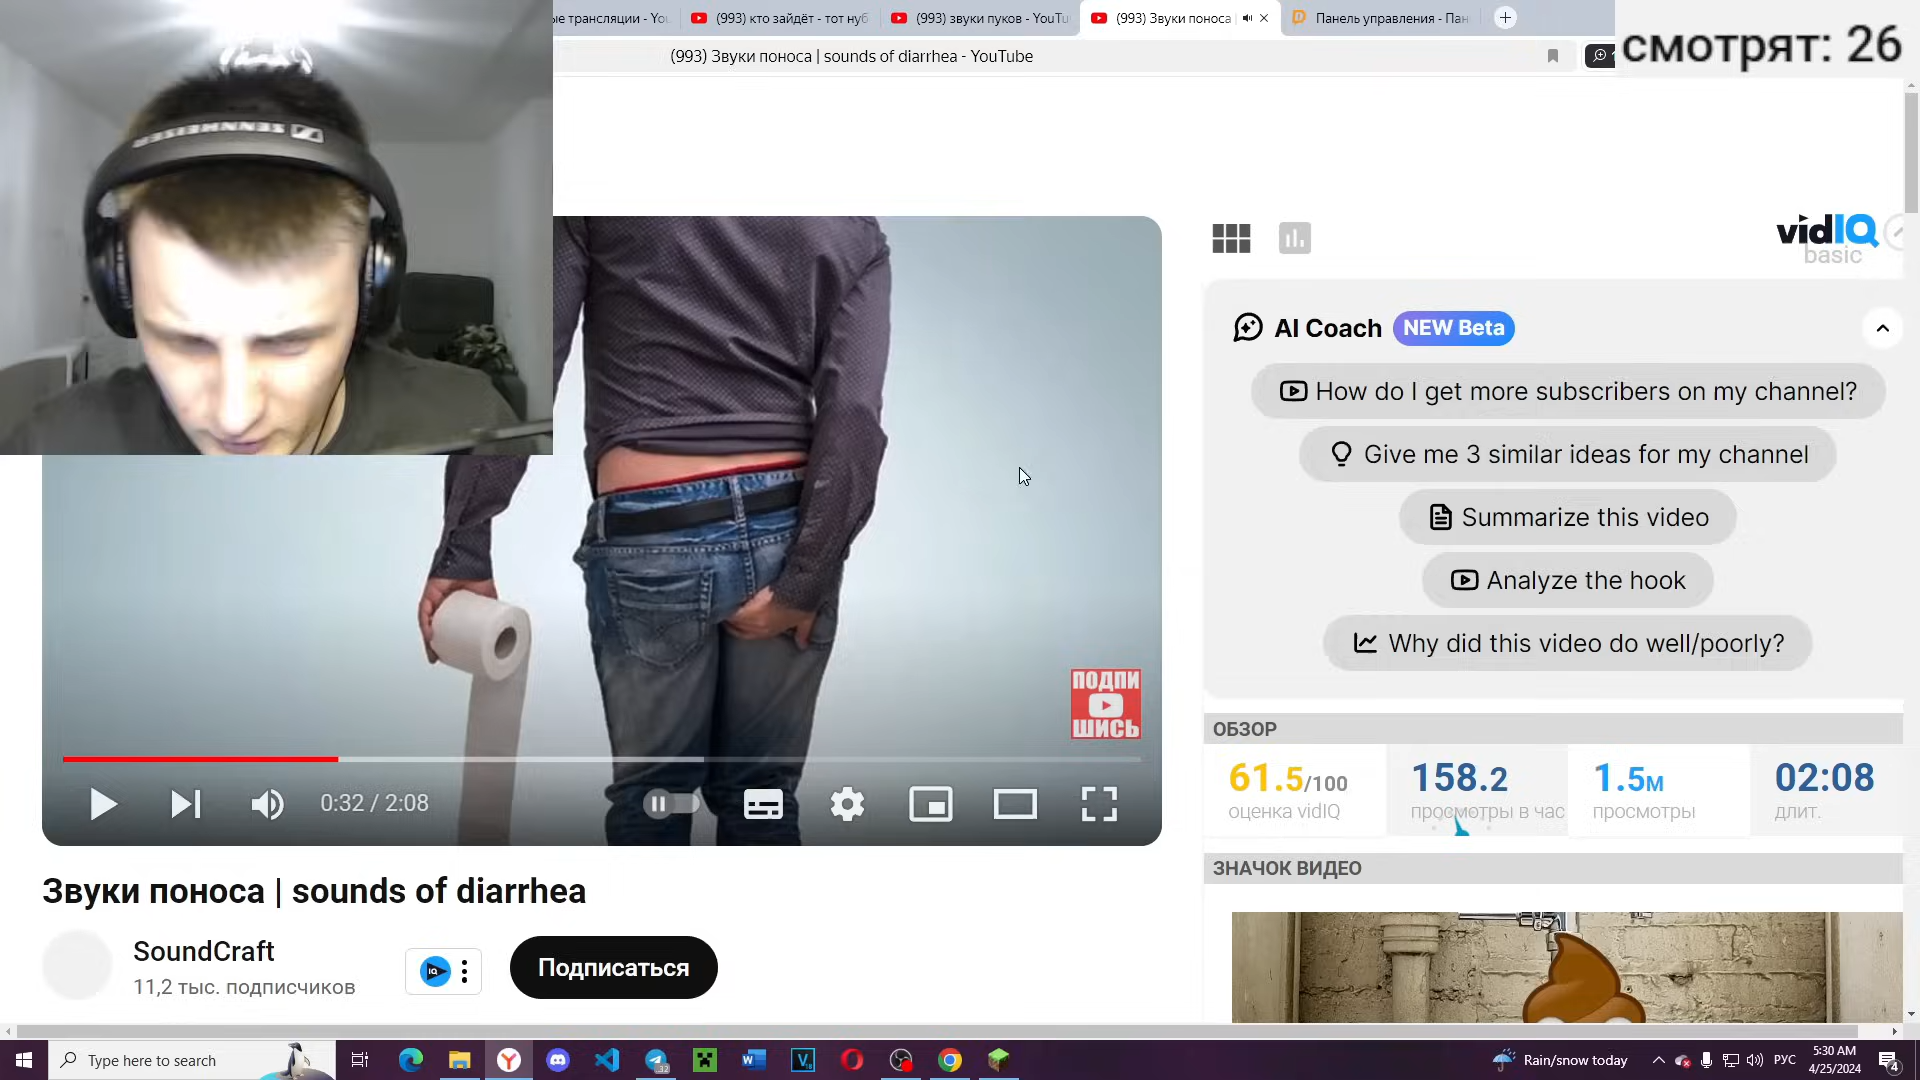 ые трансляции - You
(993) кто зайдёт - тот нуб
(993) звуки пуков - YouTu
(993) Звуки поноса
Панель управления - Пан
(993) Звуки поноса | sounds of diarrhea - YouTube
смотрят: 26
SENNHEISER
vidIQ
basic
AI Coach NEW Beta
How do I get more subscribers on my channel?
Give me 3 similar ideas for my channel
Summarize this video
Analyze the hook
Why did this video do well/poorly?
ПОДПИ
ШИСЬ
0:32 / 2:08
ОБЗОР
61.5/100
оценка vidIQ
158.2
просмотры в час
1.5M
просмотры
02:08
длит.
ЗНАЧОК ВИДЕО
Звуки поноса | sounds of diarrhea
SoundCraft
11,2 тыс. подписчиков
IQ
Подписаться
Type here to search
32
Rain/snow today
РУС
5:30 AM
4/25/2024
4